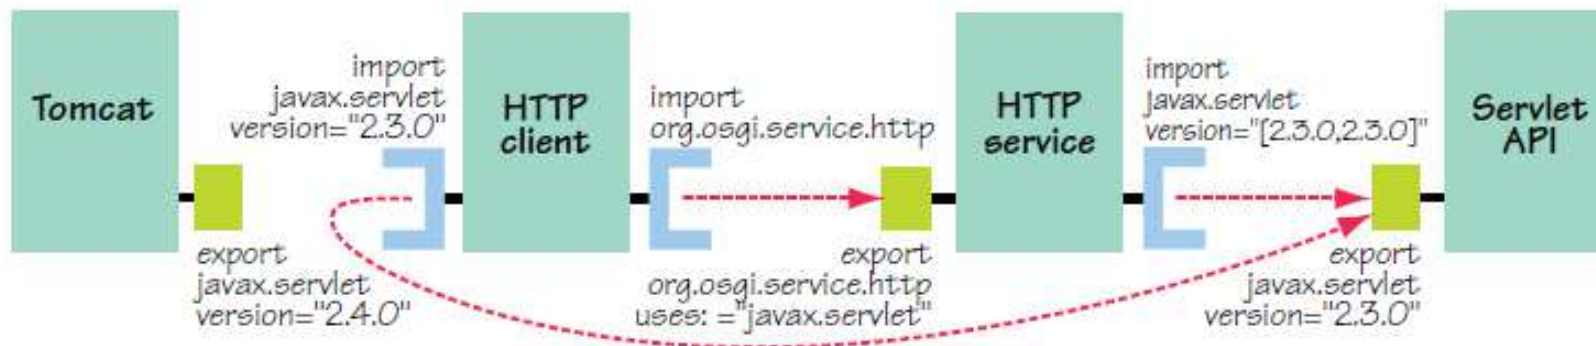 Tomcat
export
javax.servlet
version="2.4.0"
import
javax.servlet
version="2.3.0"
HTTP
client
import
org.osgi.service.http
export
org.osgi.service.http
uses: ="javax.servlet"
HTTP
service
import
javax.servlet
version="[2.3.0,2.3.0]"
export
javax.servlet
version="2.3.0"
Servlet
API